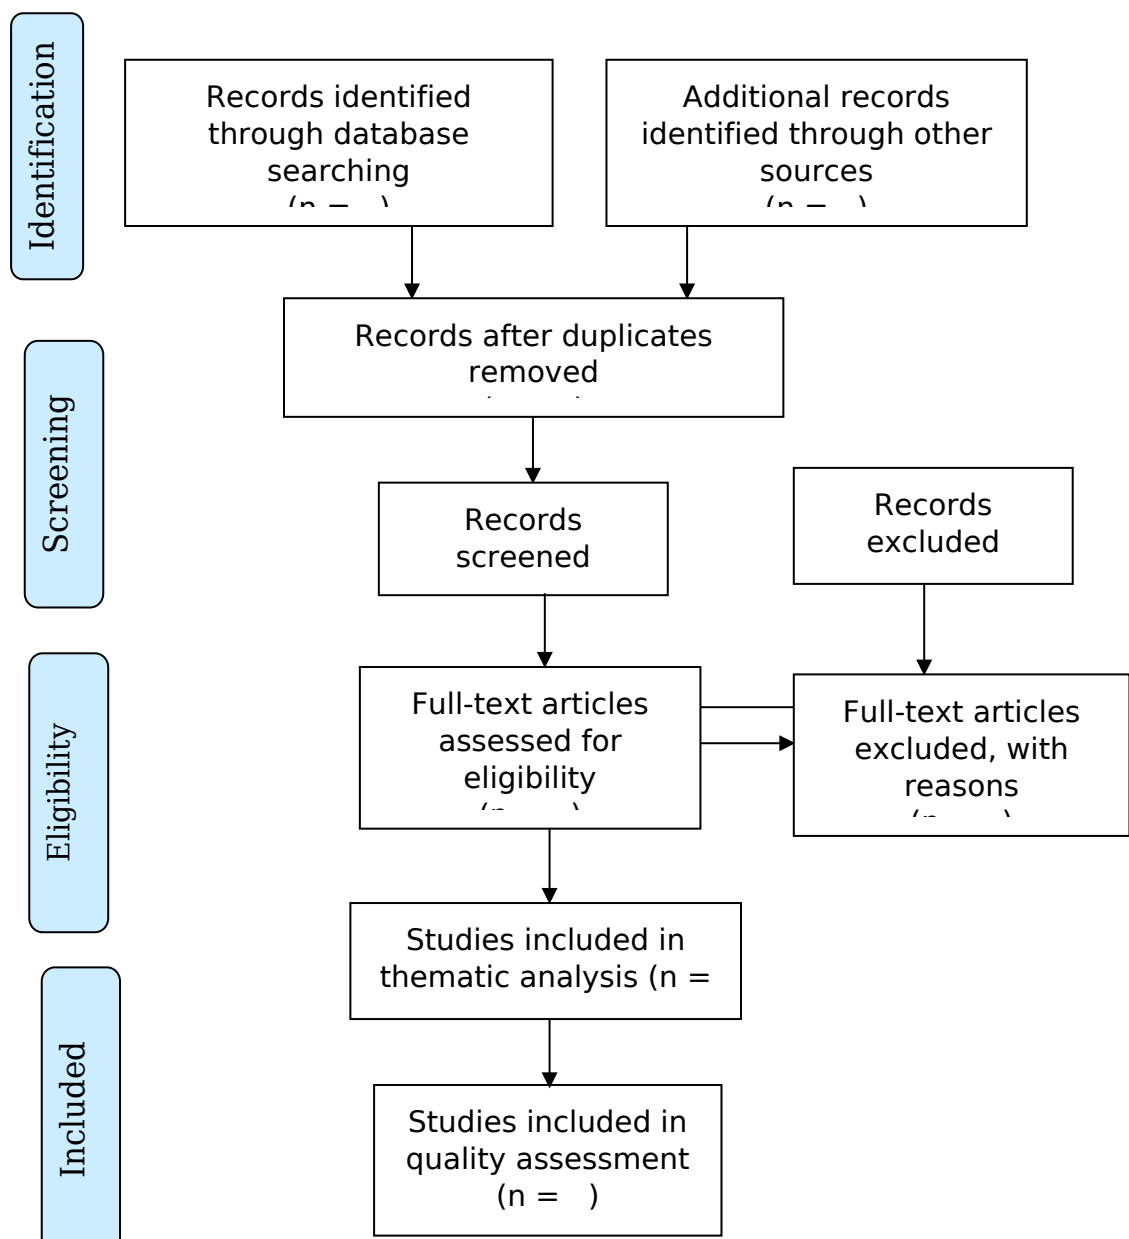 Identification
Records identified
through database
searching
(n =   )
Additional records
identified through other
sources
(n =   )
Screening
Records after duplicates
removed
Records
screened
Records
excluded
Eligibility
Full-text articles
assessed for
eligibility
Full-text articles
excluded, with
reasons
Studies included in
thematic analysis (n =
Included
Studies included in
quality assessment
(n =   )